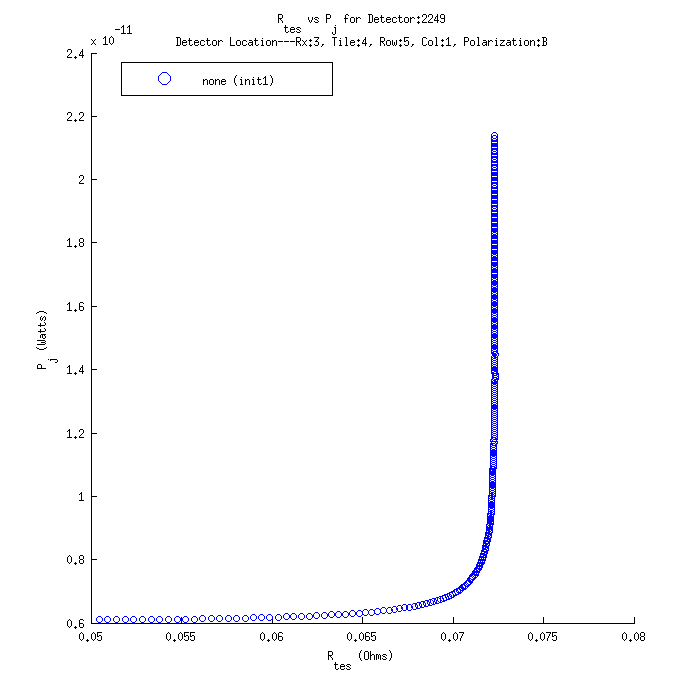 R_tes vs P_j for Detector:2249
x 10^-11
Detector Location---Rx:3, Tile:4, Row:5, Col:1, Polarization:B
none (init1)
2.4
2.2
2
1.8
1.6
1.4
1.2
1
0.8
0.6
P_j (Watts)
0.05 0.055 0.06 0.065 0.07 0.075 0.08
R_tes (Ohms)